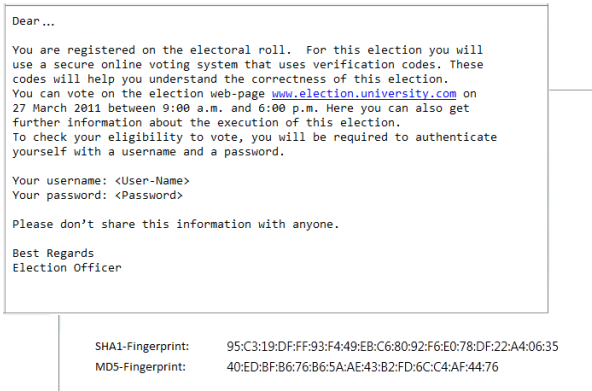 Dear...
You are registered on the electoral roll. For this election you will
use a secure online voting system that uses verification codes. These
codes will help you understand the correctness of this election.
You can vote on the election web-page www.election.university.com on
27 March 2011 between 9:00 a.m. and 6:00 p.m. Here you can also get
further information about the execution of this election.
To check your eligibility to vote, you will be required to authenticate
yourself with a username and a password.
Your username: <User-Name>
Your password: <Password>
Please don't share this information with anyone.
Best Regards
Election Officer
SHA1-Fingerprint: 95:C3:19:DF:FF:93:F4:49:EB:C6:80:92:F6:E0:78:DF:22:A4:06:35
MD5-Fingerprint: 40:ED:BF:B6:76:B6:5A:AE:43:B2:FD:6C:C4:AF:44:76